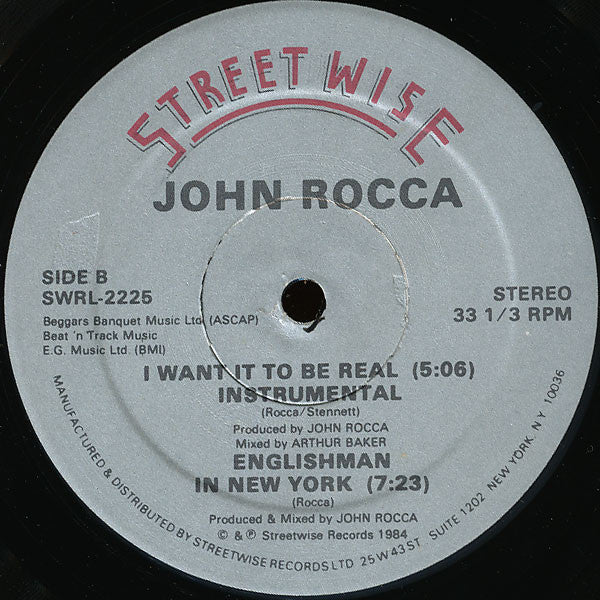 STREETWISE
JOHN ROCCA
SIDE B
SWRL-2225
STEREO
33 1/3 RPM
Beggars Banquet Music Ltd. (ASCAP)
Beat 'n Track Music
E.G. Music Ltd. (BMI)
I WANT IT TO BE REAL (5:06)
INSTRUMENTAL
(Rocca/Stennett)
Produced by JOHN ROCCA
Mixed by ARTHUR BAKER
ENGLISHMAN
IN NEW YORK (7:23)
(Rocca)
Produced & Mixed by JOHN ROCCA
© & ℗ Streetwise Records 1984
MANUFACTURED & DISTRIBUTED BY STREETWISE RECORDS LTD 25 W 43 ST. SUITE 1202 NEW YORK. N.Y. 10036